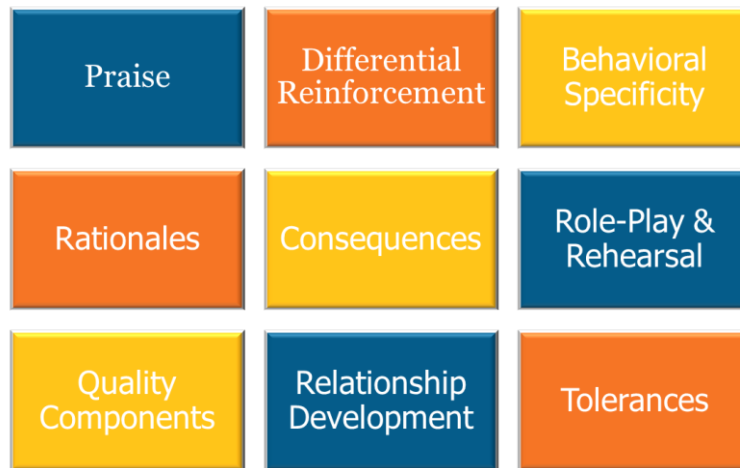 Praise
Differential
Reinforcement
Behavioral
Specificity
Rationales
Consequences
Role-Play &
Rehearsal
Quality
Components
Relationship
Development
Tolerances